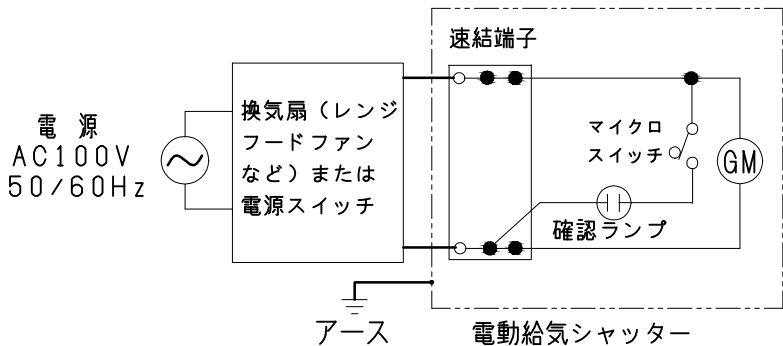 速結端子
電源
AC100V
50/60Hz
換気扇（レンジ
フードファン
など）または
電源スイッチ
マイクロ
スイッチ
GM
確認ランプ
アース
電動給気シャッター